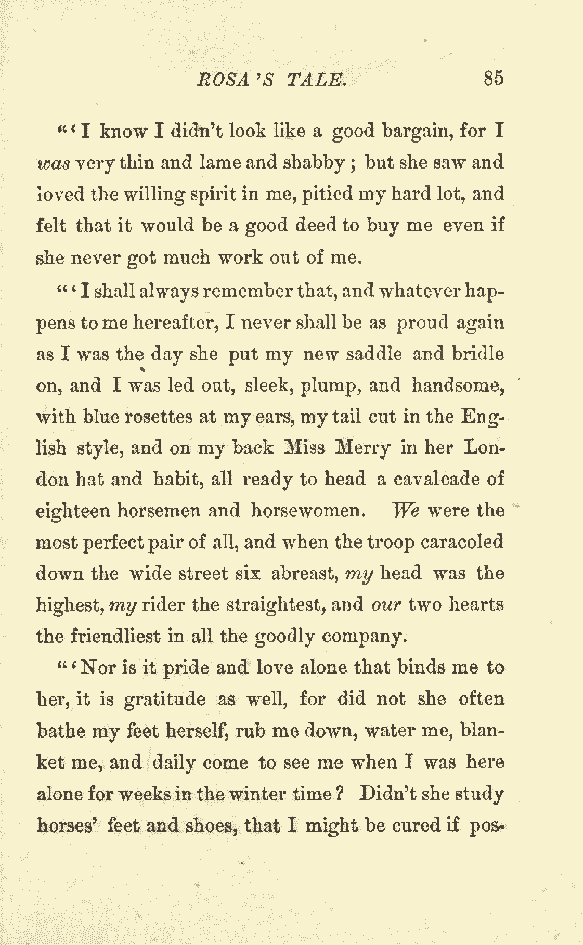 ROSA'S TALE. 85
"'I know I didn't look like a good bargain, for I
was very thin and lame and shabby; but she saw and
loved the willing spirit in me, pitied my hard lot, and
felt that it would be a good deed to buy me even if
she never got much work out of me.
"'I shall always remember that, and whatever hap-
pens to me hereafter, I never shall be as proud again
as I was the day she put my new saddle and bridle
on, and I was led out, sleek, plump, and handsome,
with blue rosettes at my ears, my tail cut in the Eng-
lish style, and on my back Miss Merry in her Lon-
don hat and habit, all ready to head a cavalcade of
eighteen horsemen and horsewomen. We were the
most perfect pair of all, and when the troop caracoled
down the wide street six abreast, my head was the
highest, my rider the straightest, and our two hearts
the friendliest in all the goodly company.
"'Nor is it pride and love alone that binds me to
her, it is gratitude as well, for did not she often
bathe my feet herself, rub me down, water me, blan-
ket me, and daily come to see me when I was here
alone for weeks in the winter time? Didn't she study
horses' feet and shoes, that I might be cured if pos-